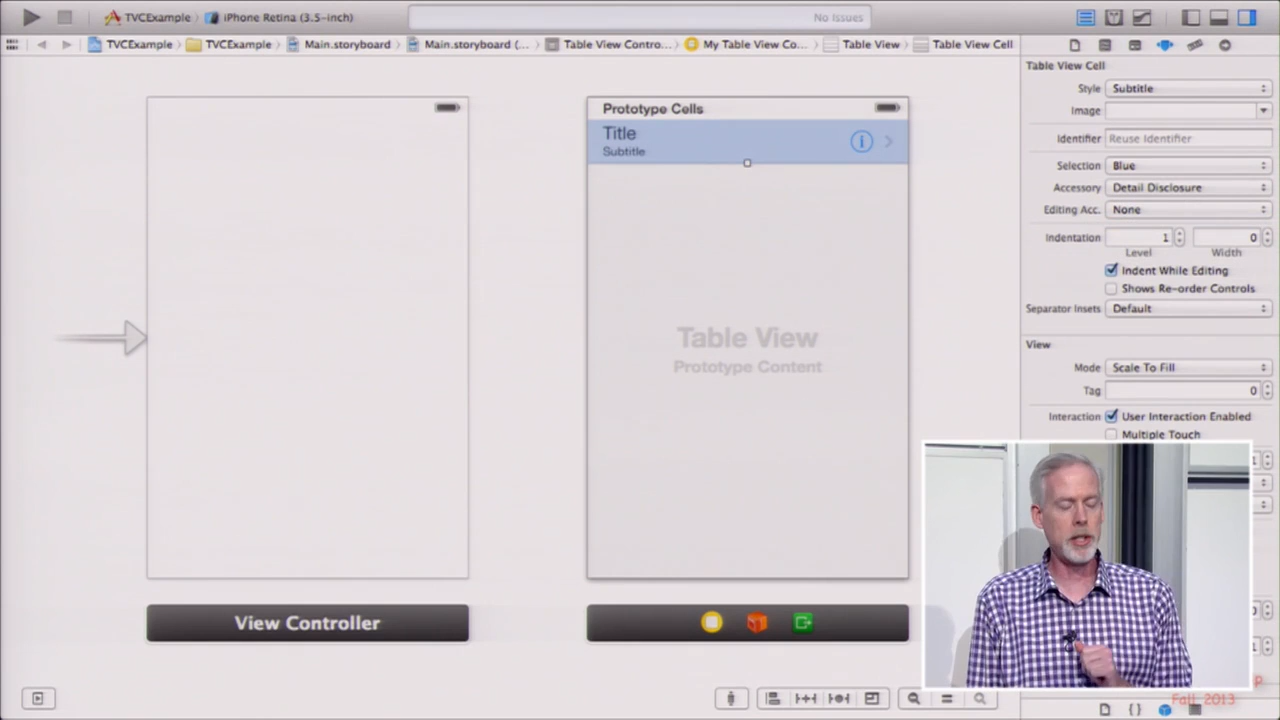 TVCExample
iPhone Retina (3.5-inch)
No Issues
TVCExample
TVCExample
Main.storyboard
Main.storyboard (...
Table View Contro...
My Table View Co...
Table View
Table View Cell
Prototype Cells
Title
Subtitle
Table View
Prototype Content
View Controller
Table View Cell
Style Subtitle
Image
Identifier Reuse Identifier
Selection Blue
Accessory Detail Disclosure
Editing Acc. None
Indentation 1 0
Level Width
Indent While Editing
Shows Re-order Controls
Separator Insets Default
View
Mode Scale To Fill
Tag 0
Interaction User Interaction Enabled
Multiple Touch
Fall 2013